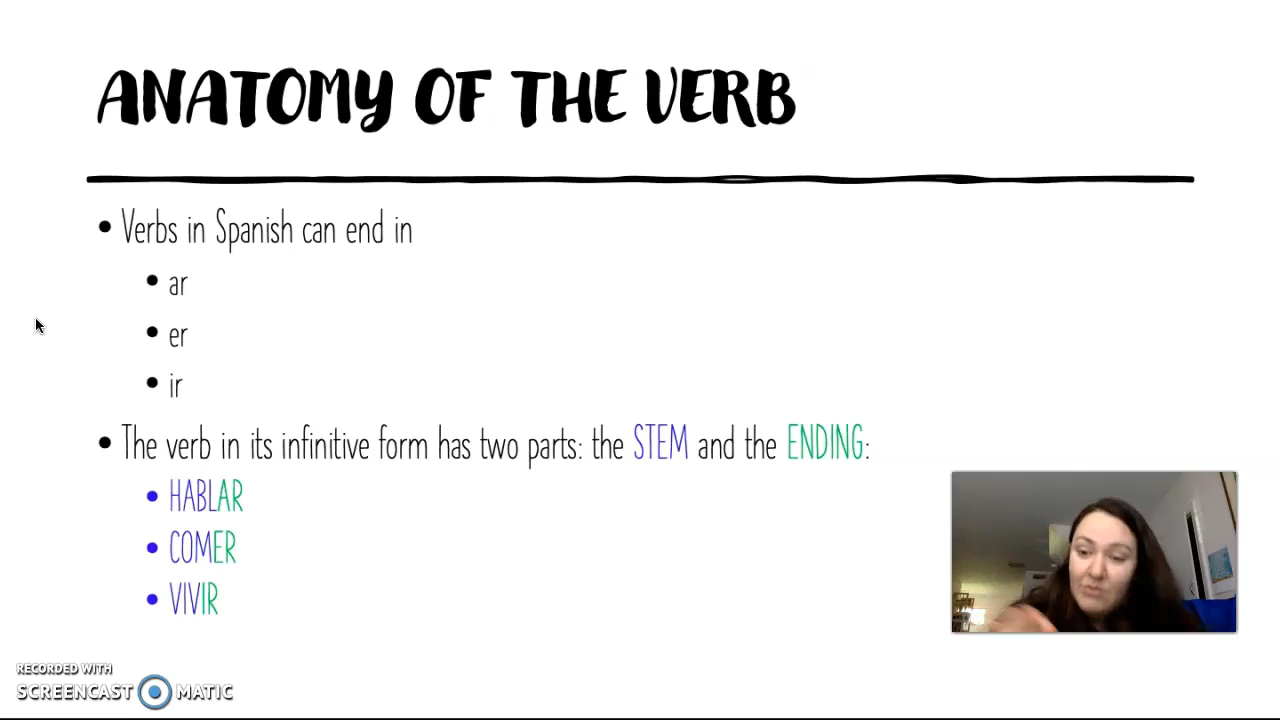 ANATOMY OF THE VERB
• Verbs in Spanish can end in
• ar
• er
• ir
• The verb in its infinitive form has two parts: the STEM and the ENDING:
• HABLAR
• COMER
• VIVIR
RECORDED WITH
SCREENCAST MATIC